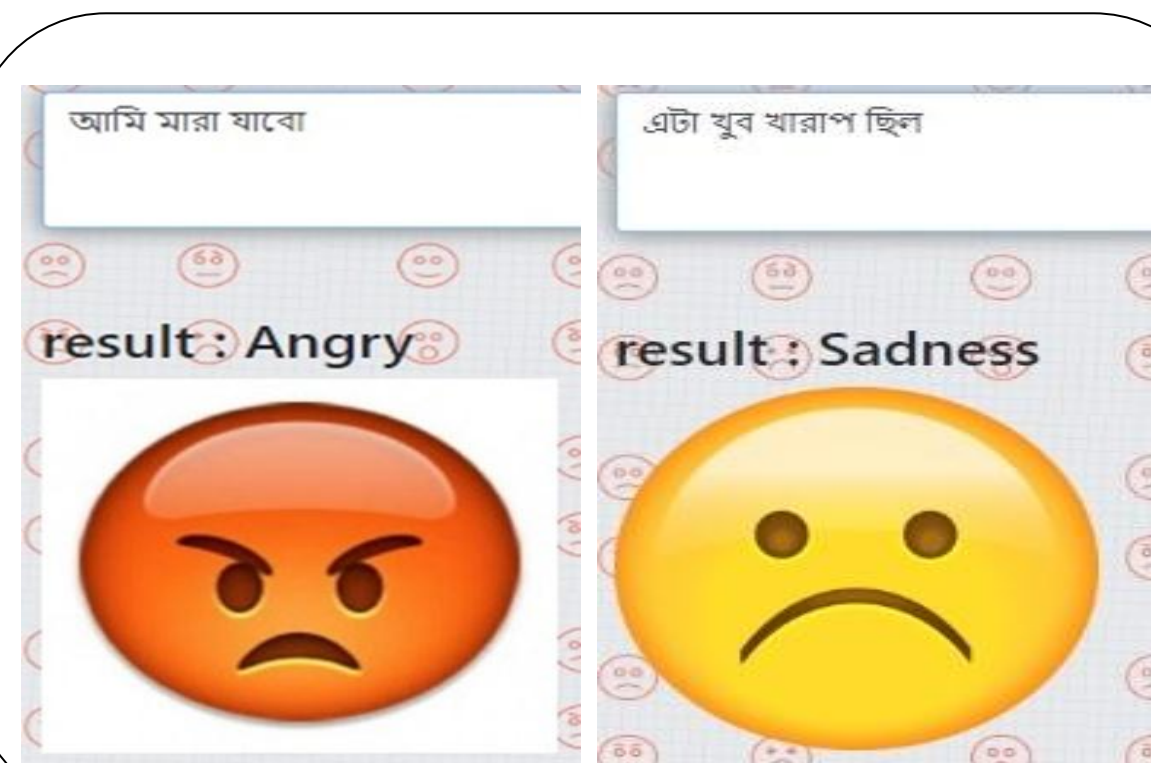 আমি মারা যাবো
result : Angry
এটা খুব খারাপ ছিল
result : Sadness